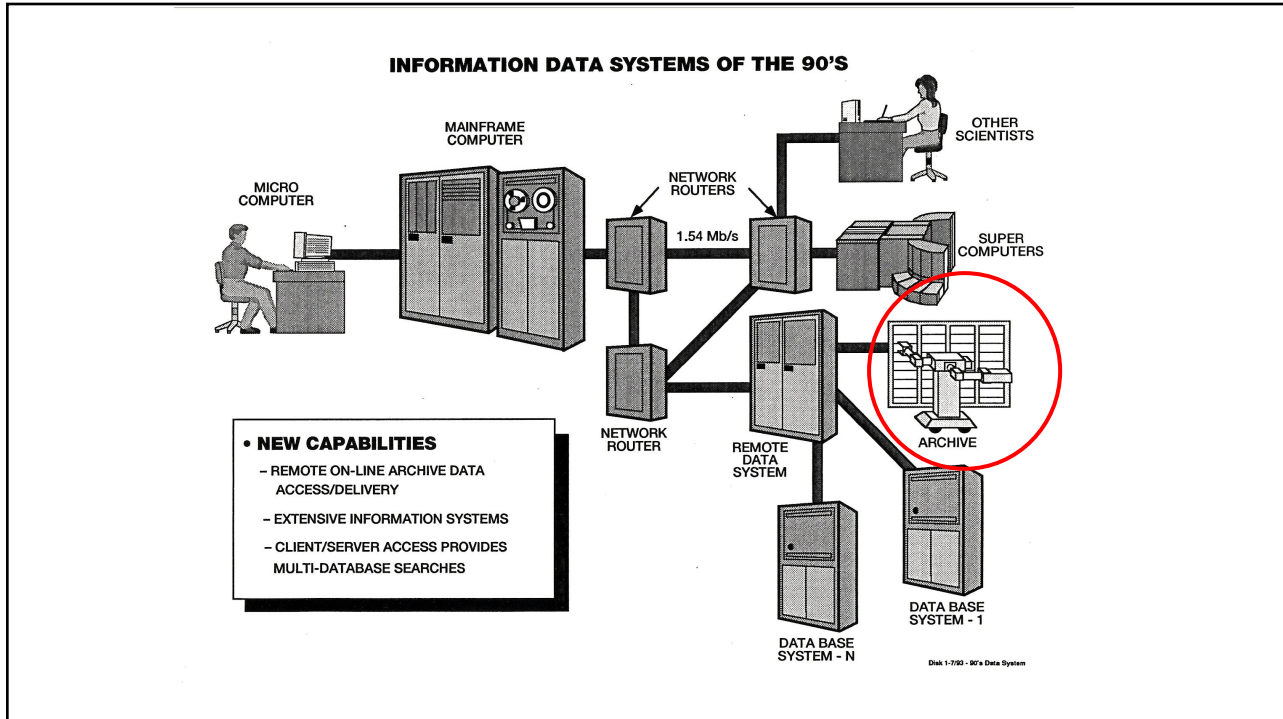 INFORMATION DATA SYSTEMS OF THE 90'S
MAINFRAME
COMPUTER
OTHER
SCIENTISTS
MICRO
COMPUTER
NETWORK
ROUTERS
1.54 Mb/s
SUPER
COMPUTERS
NETWORK
ROUTER
REMOTE
DATA
SYSTEM
ARCHIVE
• NEW CAPABILITIES
– REMOTE ON-LINE ARCHIVE DATA
ACCESS/DELIVERY
– EXTENSIVE INFORMATION SYSTEMS
– CLIENT/SERVER ACCESS PROVIDES
MULTI-DATABASE SEARCHES
DATA BASE
SYSTEM - 1
DATA BASE
SYSTEM - N
Disk 1-7/93 - 90's Data System